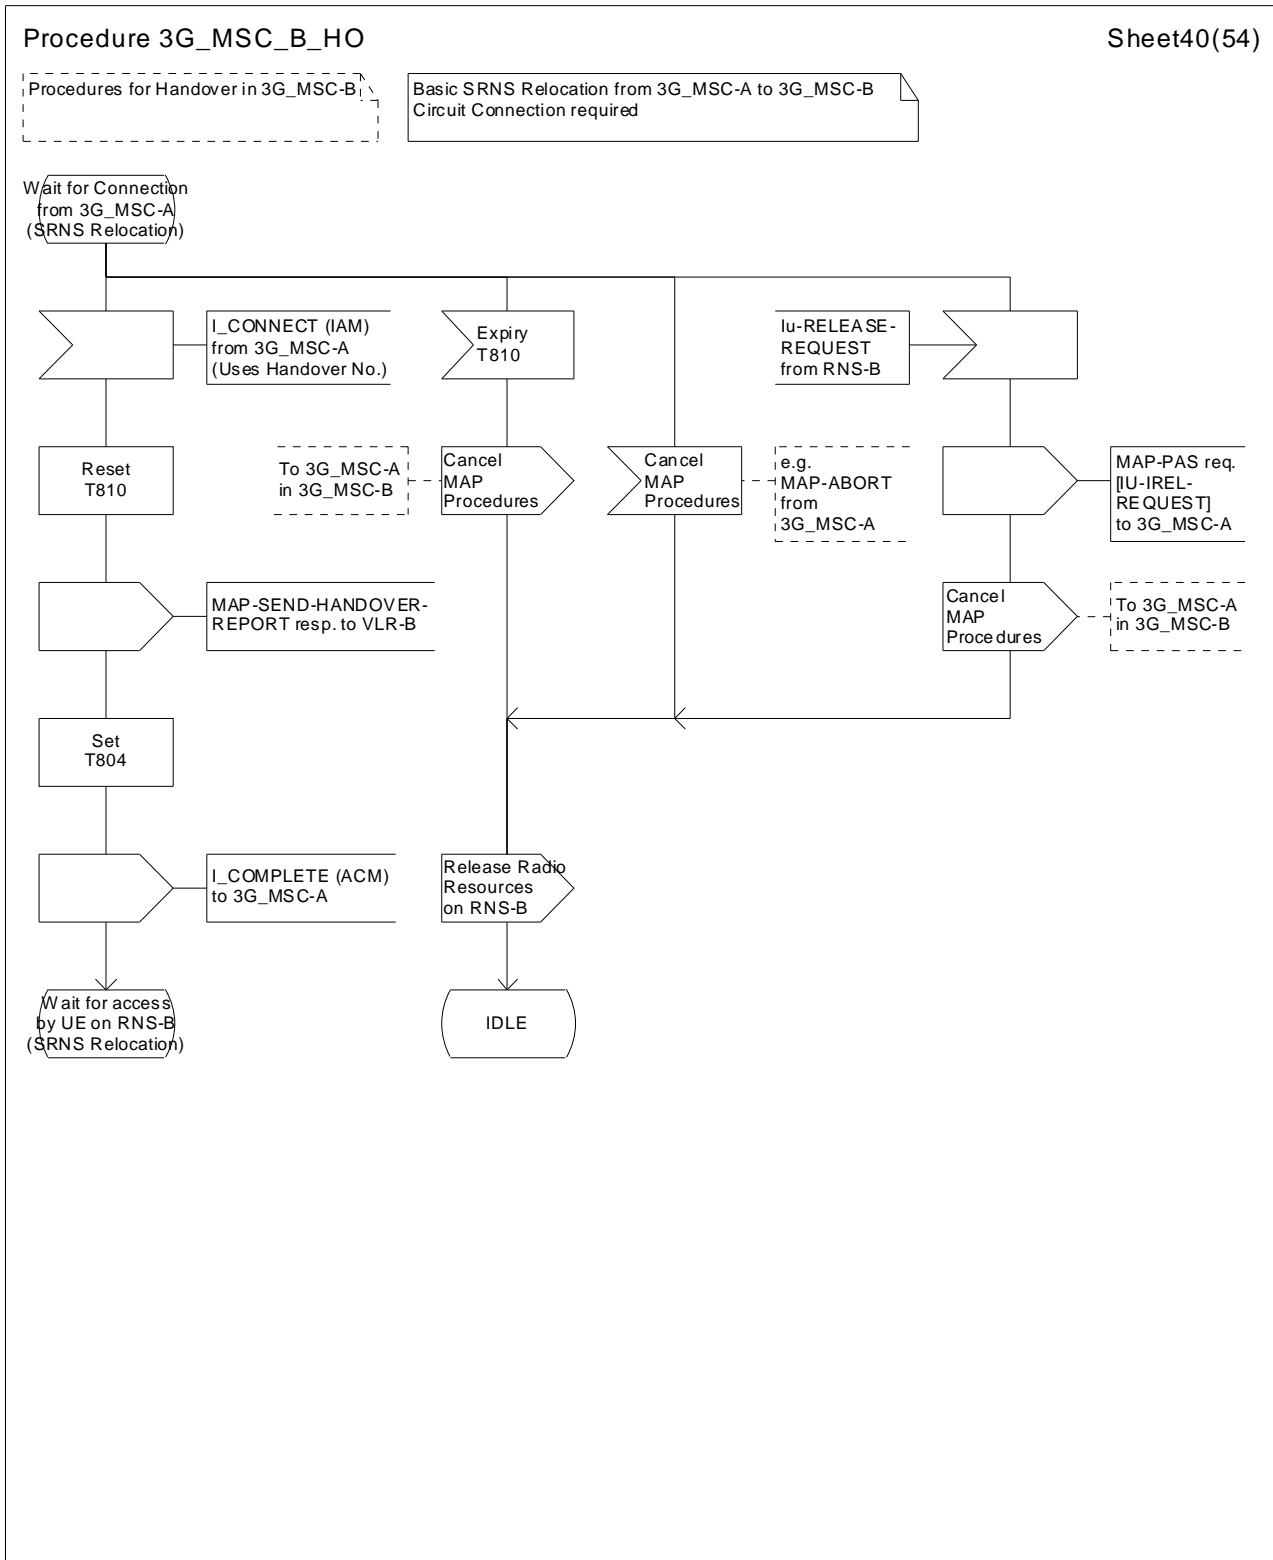 Procedure 3G_MSC_B_HO
Sheet40(54)
Procedures for Handover in 3G_MSC-B
Basic SRNS Relocation from 3G_MSC-A to 3G_MSC-B
Circuit Connection required
Wait for Connection
from 3G_MSC-A
(SRNS Relocation)
I_CONNECT (IAM)
from 3G_MSC-A
(Uses Handover No.)
Expiry
T810
Iu-RELEASE-
REQUEST
from RNS-B
Reset
T810
To 3G_MSC-A
in 3G_MSC-B
Cancel
MAP
Procedures
Cancel
MAP
Procedures
e.g.
MAP-ABORT
from
3G_MSC-A
MAP-PAS req.
[IU-IREL-
REQUEST]
to 3G_MSC-A
MAP-SEND-HANDOVER-
REPORT resp. to VLR-B
Cancel
MAP
Procedures
To 3G_MSC-A
in 3G_MSC-B
Set
T804
I_COMPLETE (ACM)
to 3G_MSC-A
Release Radio
Resources
on RNS-B
Wait for access
by UE on RNS-B
(SRNS Relocation)
IDLE